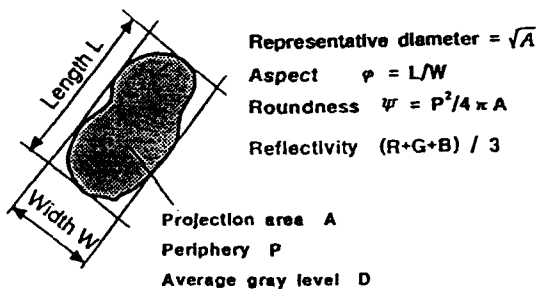 Length L
Width W
Representative diameter = √A
Aspect φ = L/W
Roundness Ψ = P²/4πA
Reflectivity (R+G+B) / 3
Projection area A
Periphery P
Average gray level D